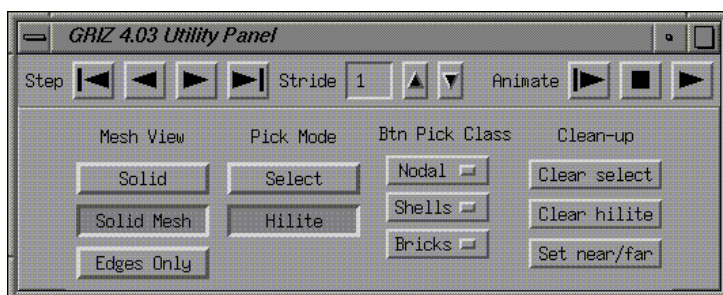 GRIZ 4.03 Utility Panel
Step Stride 1 Animate
Mesh View Pick Mode Btn Pick Class Clean-up
Solid Select Nodal Clear select
Solid Mesh Hilite Shells Clear hilite
Edges Only Bricks Set near/far